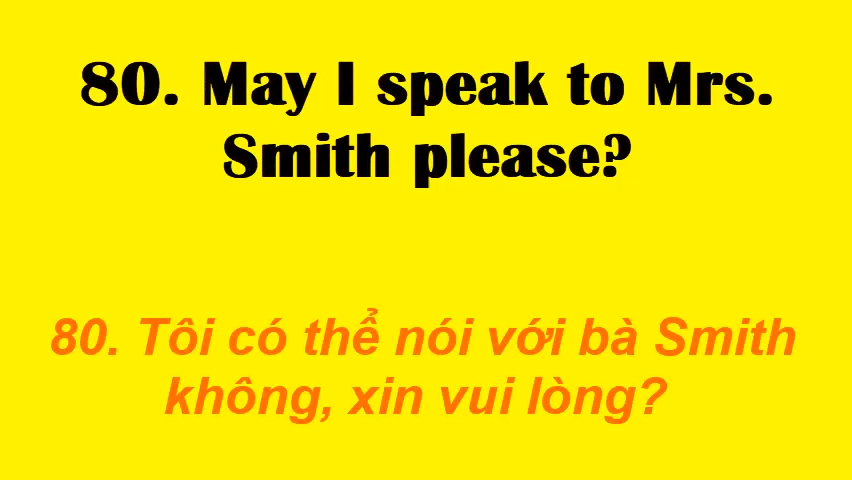 80. May I speak to Mrs.
Smith please?
80. Tôi có thể nói với bà Smith
không, xin vui lòng?